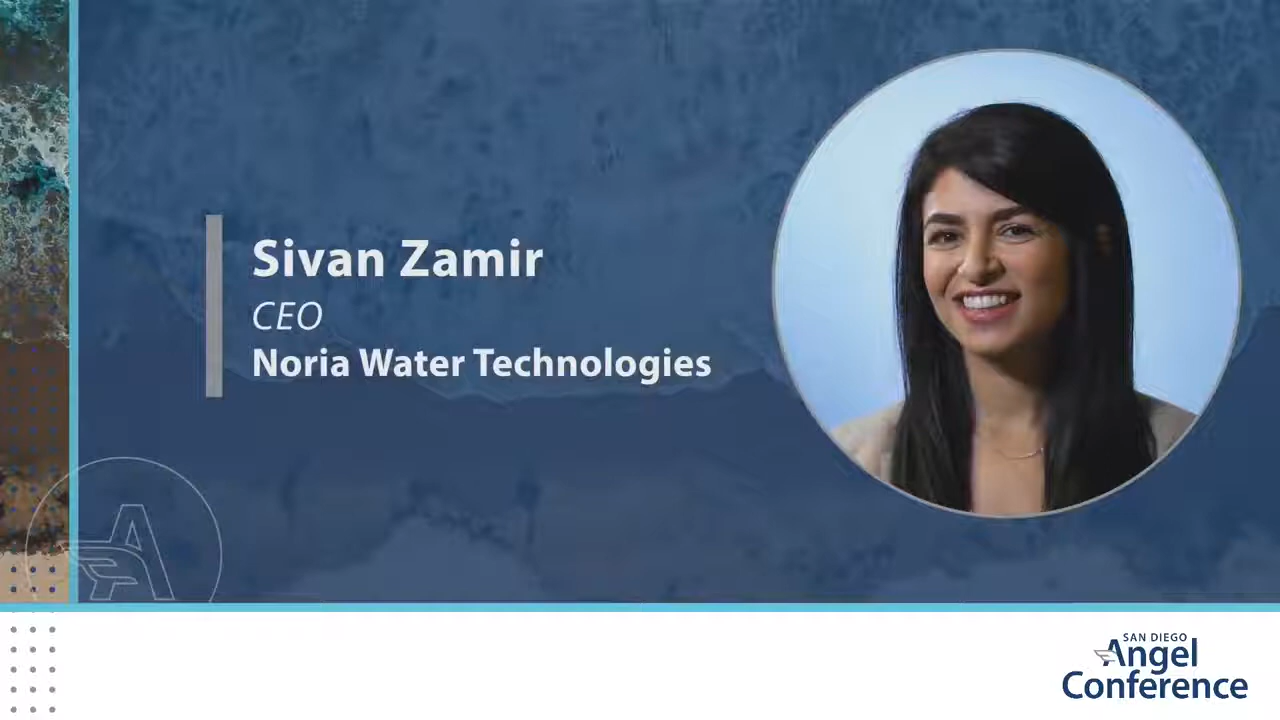 Sivan Zamir
CEO
Noria Water Technologies
SAN DIEGO
Angel
Conference